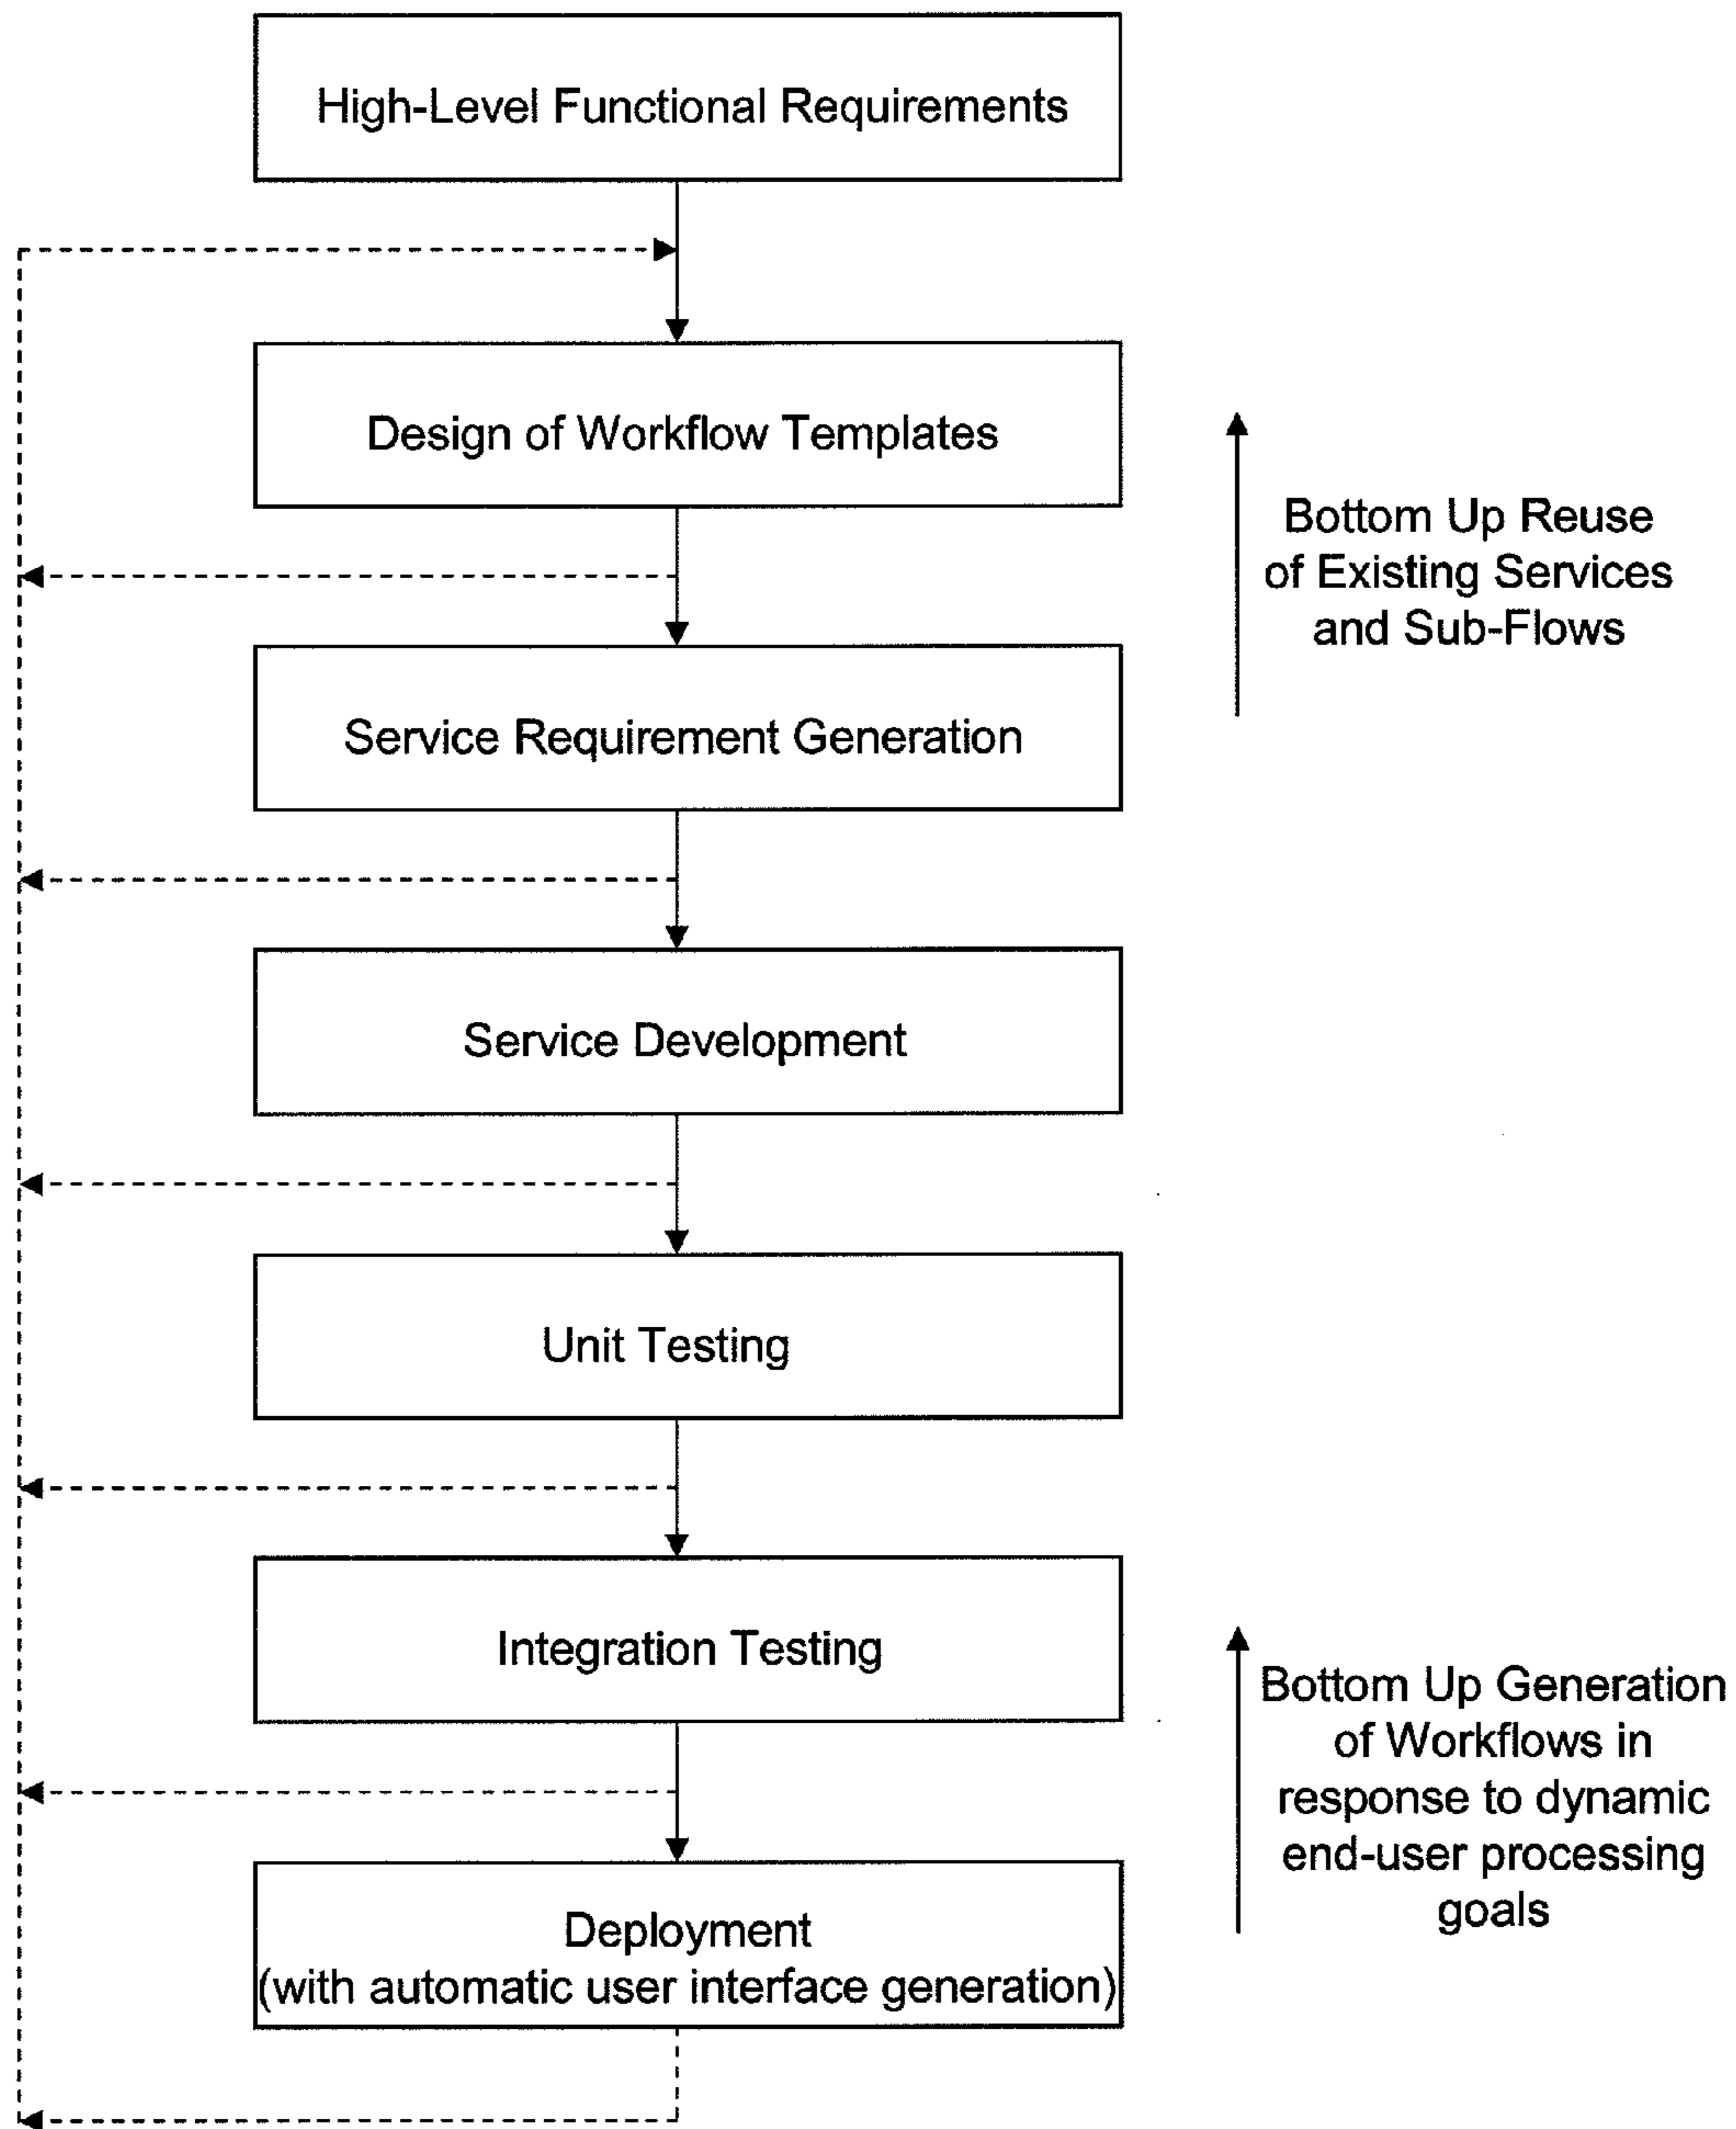 High-Level Functional Requirements
Design of Workflow Templates
Bottom Up Reuse
of Existing Services
and Sub-Flows
Service Requirement Generation
Service Development
Unit Testing
Integration Testing
Bottom Up Generation
of Workflows in
response to dynamic
end-user processing
goals
Deployment
(with automatic user interface generation)